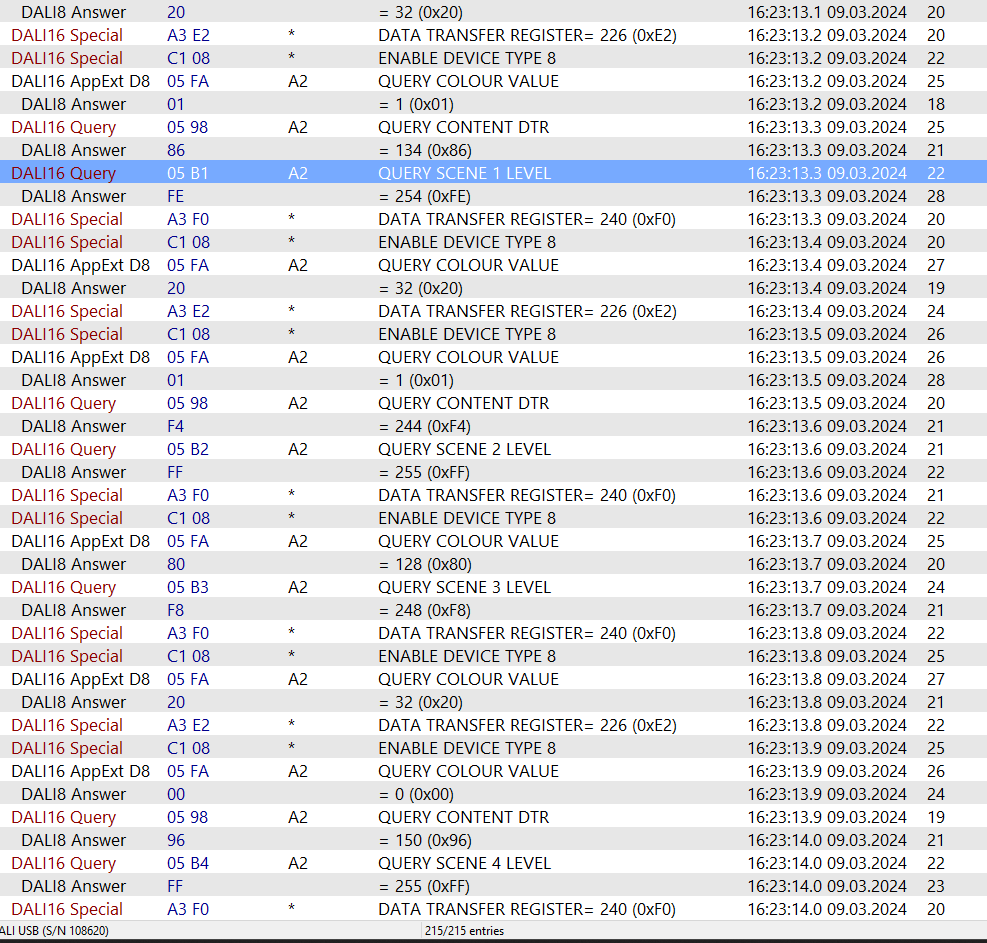 DALI8 Answer 20 = 32 (0x20) 16:23:13.1 09.03.2024 20
DALI16 Special A3 E2 * DATA TRANSFER REGISTER= 226 (0xE2) 16:23:13.2 09.03.2024 20
DALI16 Special C1 08 * ENABLE DEVICE TYPE 8 16:23:13.2 09.03.2024 22
DALI16 AppExt D8 05 FA A2 QUERY COLOUR VALUE 16:23:13.2 09.03.2024 25
DALI8 Answer 01 = 1 (0x01) 16:23:13.2 09.03.2024 18
DALI16 Query 05 98 A2 QUERY CONTENT DTR 16:23:13.3 09.03.2024 25
DALI8 Answer 86 = 134 (0x86) 16:23:13.3 09.03.2024 21
DALI16 Query 05 B1 A2 QUERY SCENE 1 LEVEL 16:23:13.3 09.03.2024 22
DALI8 Answer FE = 254 (0xFE) 16:23:13.3 09.03.2024 28
DALI16 Special A3 F0 * DATA TRANSFER REGISTER= 240 (0xF0) 16:23:13.3 09.03.2024 20
DALI16 Special C1 08 * ENABLE DEVICE TYPE 8 16:23:13.4 09.03.2024 20
DALI16 AppExt D8 05 FA A2 QUERY COLOUR VALUE 16:23:13.4 09.03.2024 27
DALI8 Answer 20 = 32 (0x20) 16:23:13.4 09.03.2024 19
DALI16 Special A3 E2 * DATA TRANSFER REGISTER= 226 (0xE2) 16:23:13.4 09.03.2024 24
DALI16 Special C1 08 * ENABLE DEVICE TYPE 8 16:23:13.5 09.03.2024 26
DALI16 AppExt D8 05 FA A2 QUERY COLOUR VALUE 16:23:13.5 09.03.2024 26
DALI8 Answer 01 = 1 (0x01) 16:23:13.5 09.03.2024 28
DALI16 Query 05 98 A2 QUERY CONTENT DTR 16:23:13.5 09.03.2024 20
DALI8 Answer F4 = 244 (0xF4) 16:23:13.6 09.03.2024 21
DALI16 Query 05 B2 A2 QUERY SCENE 2 LEVEL 16:23:13.6 09.03.2024 21
DALI8 Answer FF = 255 (0xFF) 16:23:13.6 09.03.2024 22
DALI16 Special A3 F0 * DATA TRANSFER REGISTER= 240 (0xF0) 16:23:13.6 09.03.2024 21
DALI16 Special C1 08 * ENABLE DEVICE TYPE 8 16:23:13.6 09.03.2024 22
DALI16 AppExt D8 05 FA A2 QUERY COLOUR VALUE 16:23:13.7 09.03.2024 25
DALI8 Answer 80 = 128 (0x80) 16:23:13.7 09.03.2024 20
DALI16 Query 05 B3 A2 QUERY SCENE 3 LEVEL 16:23:13.7 09.03.2024 24
DALI8 Answer F8 = 248 (0xF8) 16:23:13.7 09.03.2024 21
DALI16 Special A3 F0 * DATA TRANSFER REGISTER= 240 (0xF0) 16:23:13.8 09.03.2024 22
DALI16 Special C1 08 * ENABLE DEVICE TYPE 8 16:23:13.8 09.03.2024 25
DALI16 AppExt D8 05 FA A2 QUERY COLOUR VALUE 16:23:13.8 09.03.2024 27
DALI8 Answer 20 = 32 (0x20) 16:23:13.8 09.03.2024 21
DALI16 Special A3 E2 * DATA TRANSFER REGISTER= 226 (0xE2) 16:23:13.8 09.03.2024 22
DALI16 Special C1 08 * ENABLE DEVICE TYPE 8 16:23:13.9 09.03.2024 25
DALI16 AppExt D8 05 FA A2 QUERY COLOUR VALUE 16:23:13.9 09.03.2024 26
DALI8 Answer 00 = 0 (0x00) 16:23:13.9 09.03.2024 24
DALI16 Query 05 98 A2 QUERY CONTENT DTR 16:23:13.9 09.03.2024 19
DALI8 Answer 96 = 150 (0x96) 16:23:14.0 09.03.2024 21
DALI16 Query 05 B4 A2 QUERY SCENE 4 LEVEL 16:23:14.0 09.03.2024 22
DALI8 Answer FF = 255 (0xFF) 16:23:14.0 09.03.2024 23
DALI16 Special A3 F0 * DATA TRANSFER REGISTER= 240 (0xF0) 16:23:14.0 09.03.2024 20
ALI USB (S/N 108620) 215/215 entries